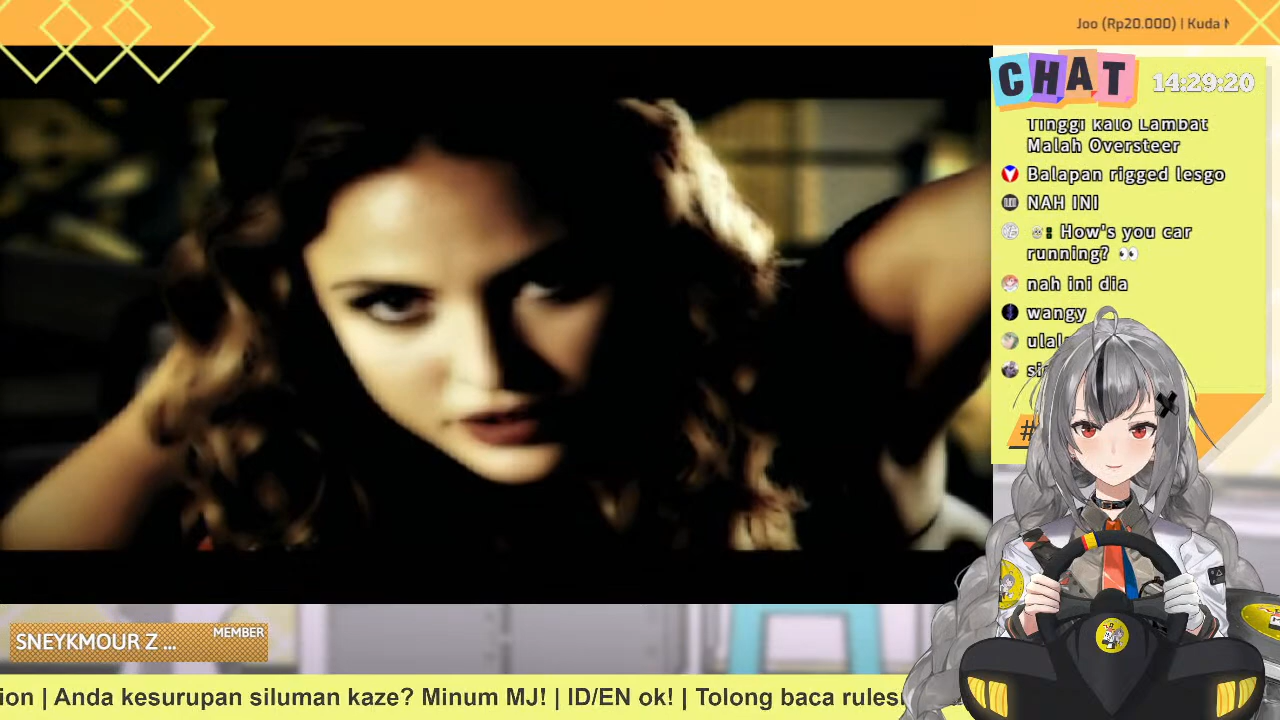 Joo (Rp20.000) | Kuda
CHAT
14:29:20
Tinggi kalo Lambat
Malah Oversteer
Balapan rigged lesgo
NAH INI
How's you car
running? 👀
nah ini dia
wangy
#
SNEYKMOUR Z ...
MEMBER
ion | Anda kesurupan siluman kaze? Minum MJ! | ID/EN ok! | Tolong baca rules